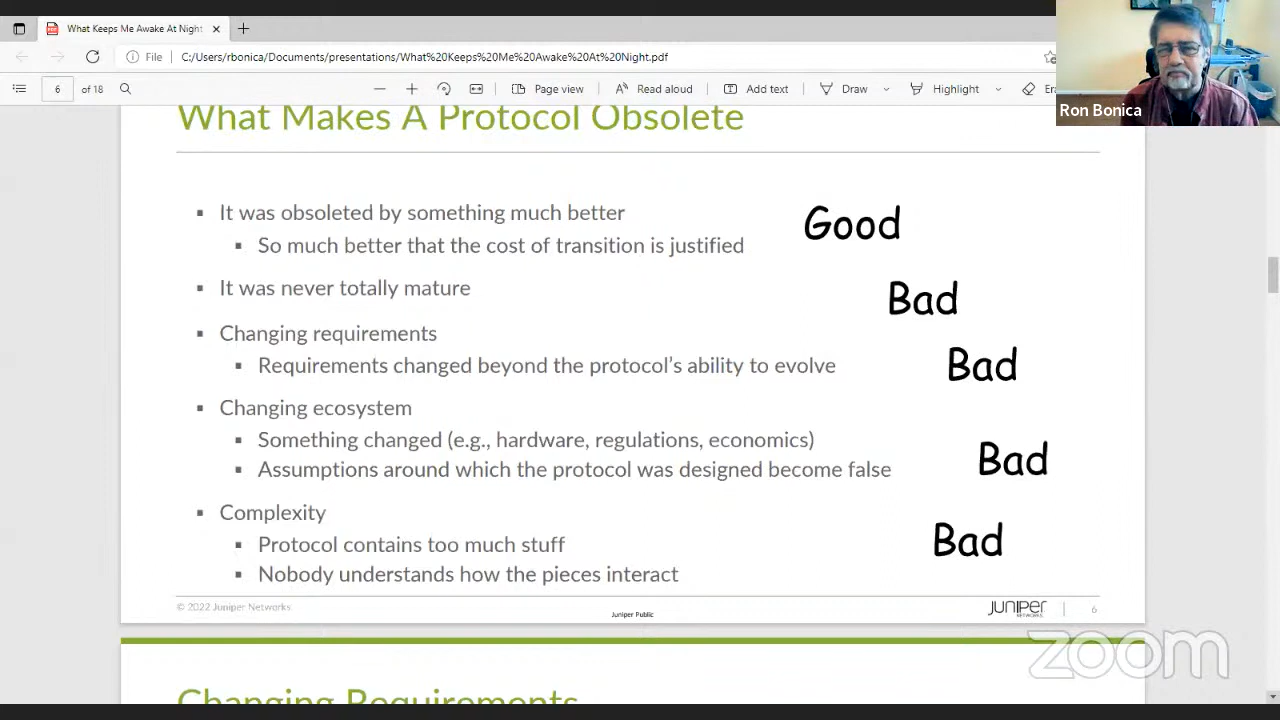 What Keeps Me Awake At Night
File
C:/Users/rbonica/Documents/presentations/What%20Keeps%20Me%20Awake%20At%20Night.pdf
6 of 18
Page view
Read aloud
Add text
Draw
Highlight
Er
Ron Bonica
What Makes A Protocol Obsolete
▪ It was obsoleted by something much better
▪ So much better that the cost of transition is justified
Good
▪ It was never totally mature
Bad
▪ Changing requirements
▪ Requirements changed beyond the protocol's ability to evolve
Bad
▪ Changing ecosystem
▪ Something changed (e.g., hardware, regulations, economics)
▪ Assumptions around which the protocol was designed become false
Bad
▪ Complexity
▪ Protocol contains too much stuff
▪ Nobody understands how the pieces interact
Bad
© 2022 Juniper Networks
Juniper Public
JUNIPER NETWORKS
6
zoom
Changing Requirements